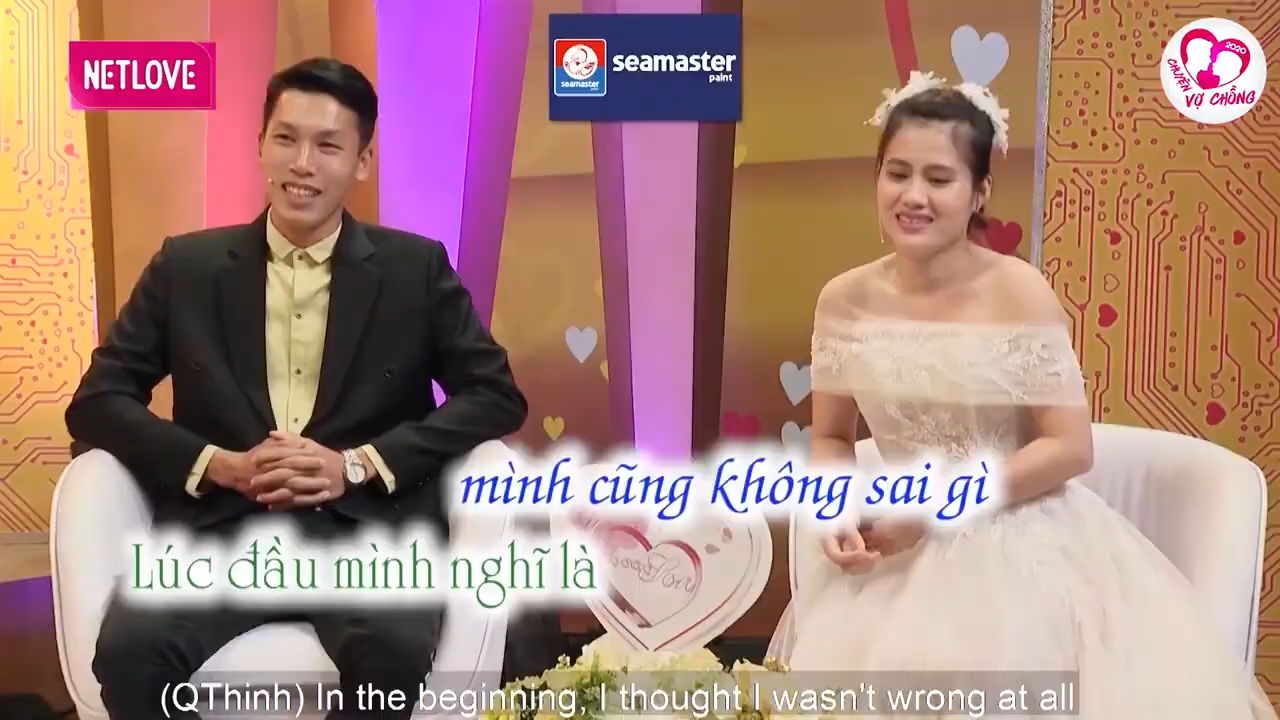 NETLOVE
seamaster
paint
seamaster
2020
CHUYỆN
VỢ CHỒNG
mình cũng không sai gì
Lúc đầu mình nghĩ là
(QThinh) In the beginning, I thought I wasn't wrong at all